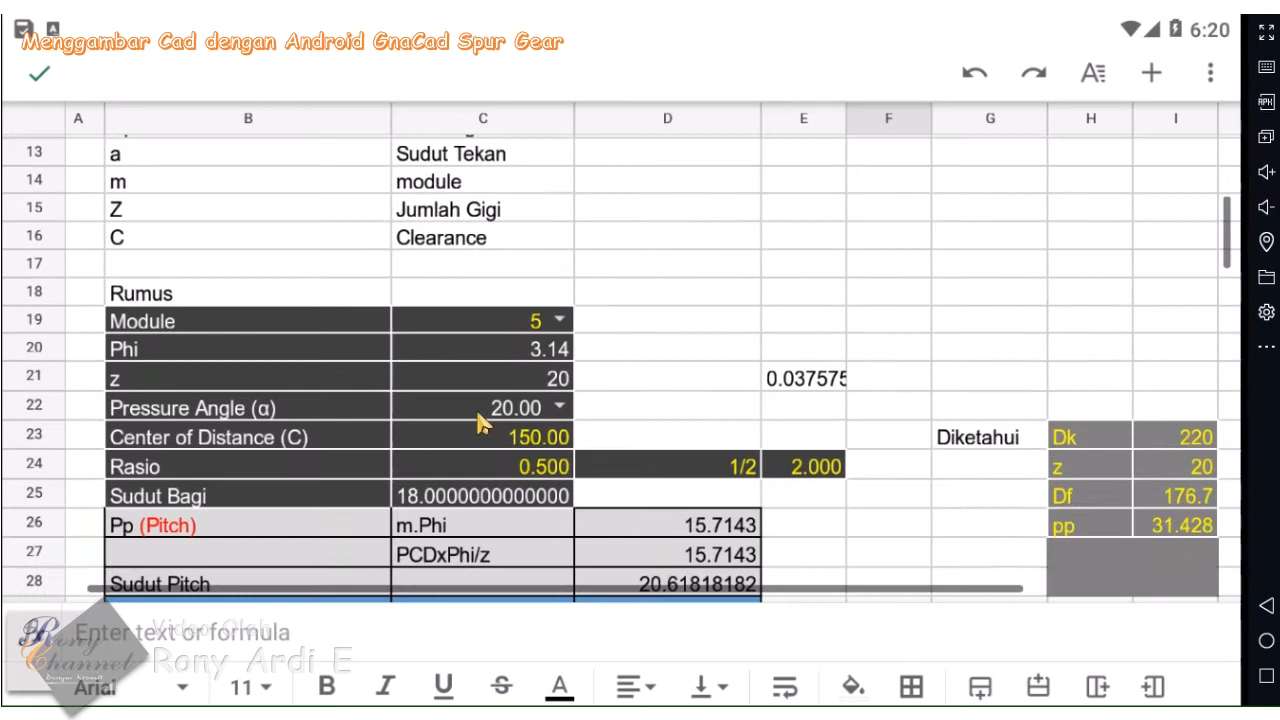 Menggambar Cad dengan Android GnaCad Spur Gear
6:20
A B C D E F G H I
13 a Sudut Tekan
14 m module
15 Z Jumlah Gigi
16 C Clearance
17
18 Rumus
19 Module 5
20 Phi 3.14
21 z 20 0.037575
22 Pressure Angle (α) 20.00
23 Center of Distance (C) 150.00 Diketahui Dk 220
24 Rasio 0.500 1/2 2.000 z 20
25 Sudut Bagi 18.0000000000000 Df 176.7
26 Pp (Pitch) m.Phi 15.7143 pp 31.428
27 PCDxPhi/z 15.7143
28 Sudut Pitch 20.61818182
Enter text or formula
Video Oleh
Rony Ardi E
Rony
Channel
Arial 11 B I U S A